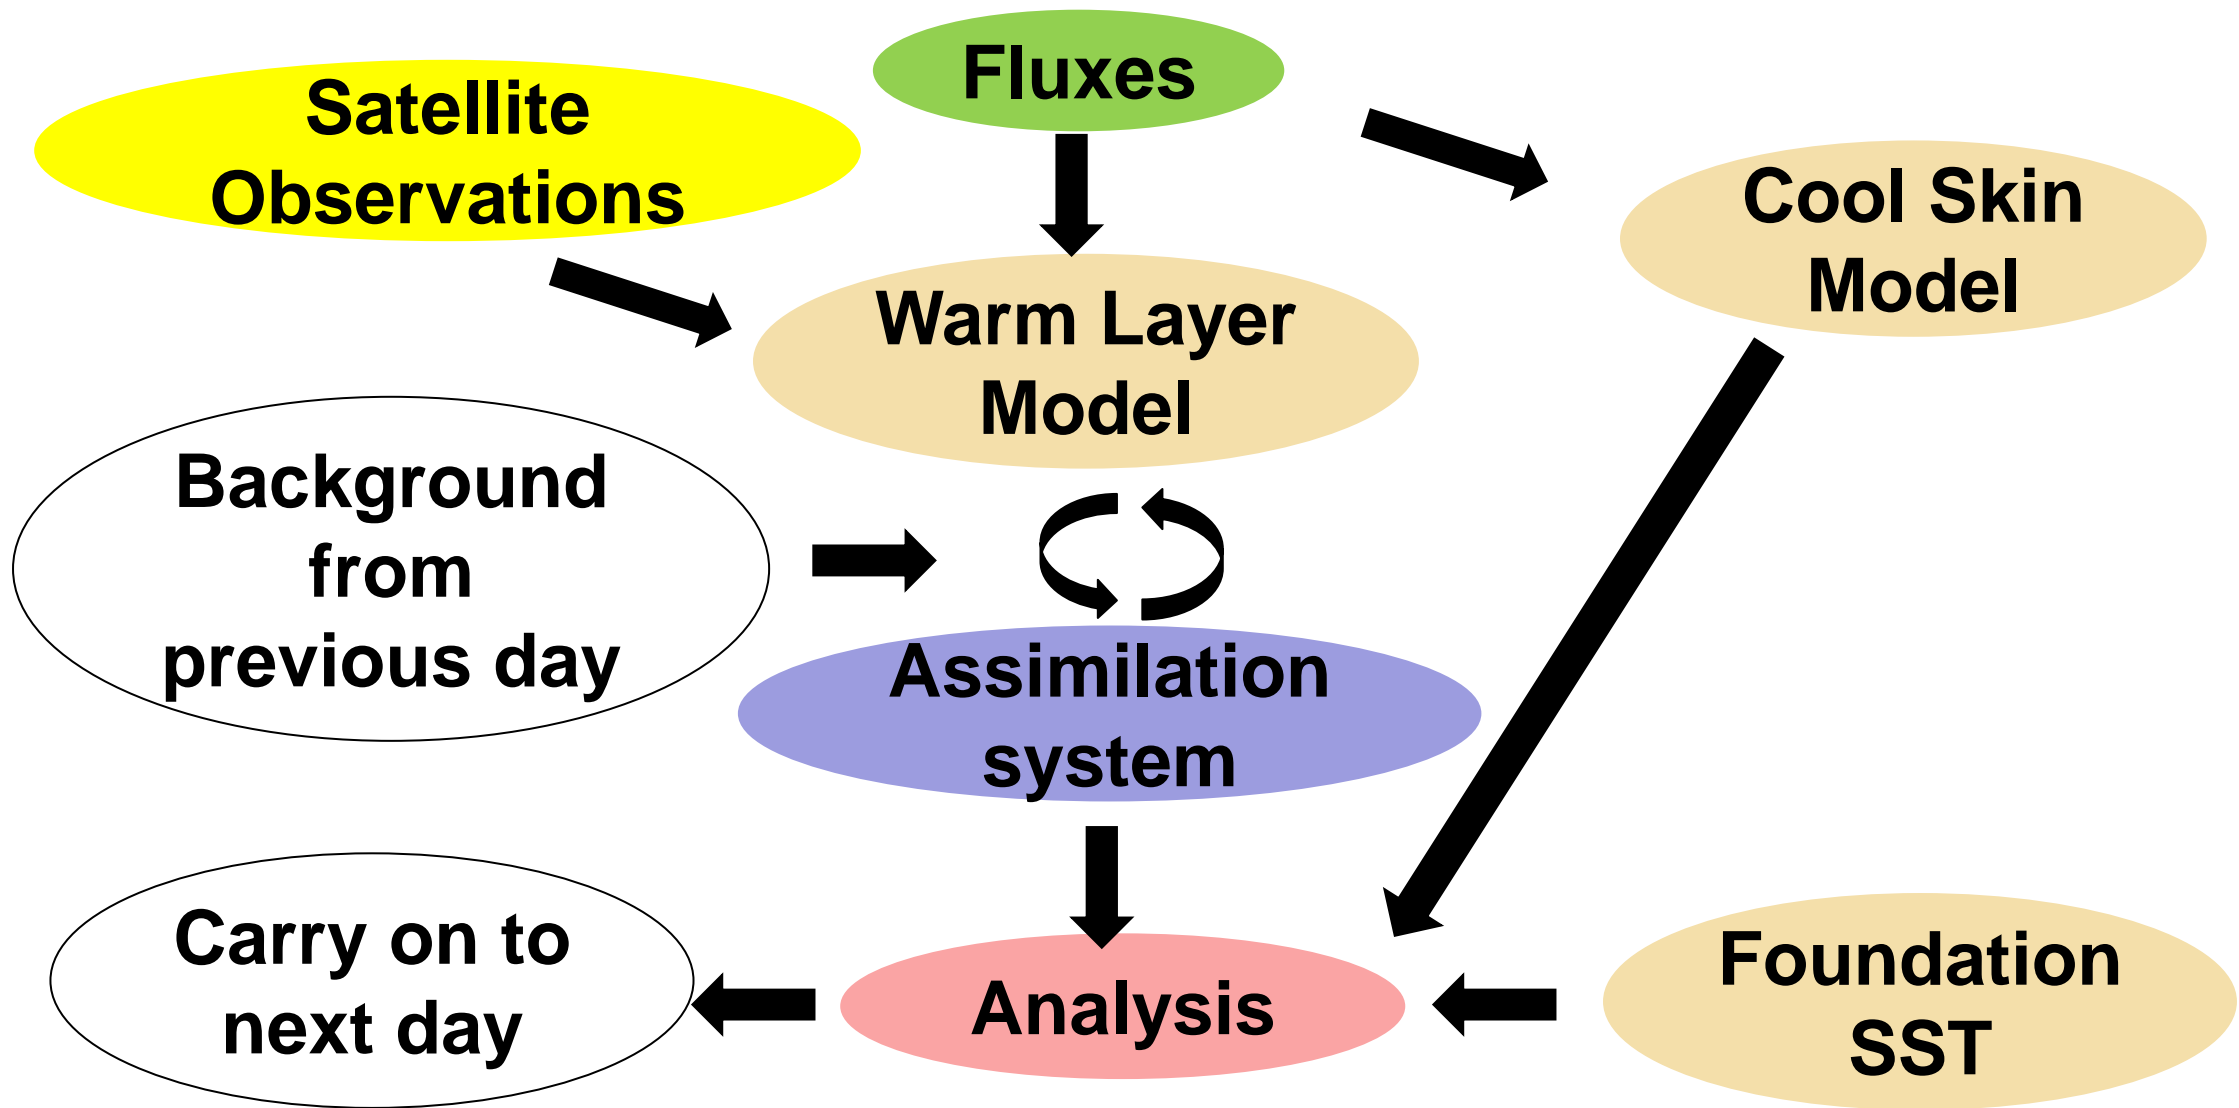 Fluxes
Satellite
Observations
Cool Skin
Model
Warm Layer
Model
Background
from
previous day
Assimilation
system
Carry on to
next day
Analysis
Foundation
SST